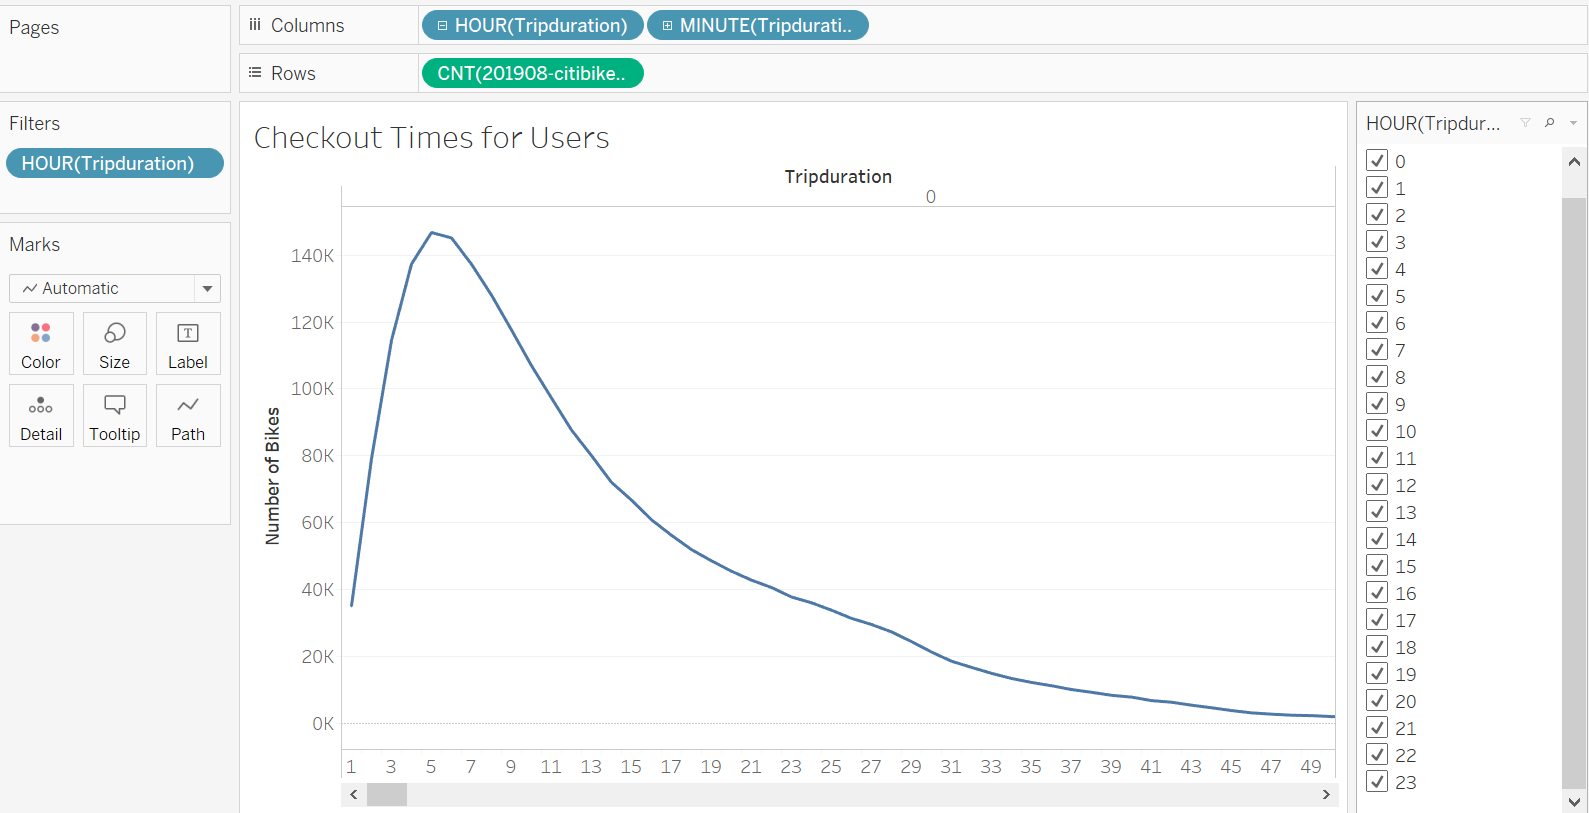 Pages
Columns
HOUR(Tripduration)
MINUTE(Tripdurati..
Rows
CNT(201908-citibike..
Filters
HOUR(Tripduration)
Marks
Automatic
Color
Size
Label
Detail
Tooltip
Path
Checkout Times for Users
Tripduration
0
Number of Bikes
140K
120K
100K
80K
60K
40K
20K
0K
1 3 5 7 9 11 13 15 17 19 21 23 25 27 29 31 33 35 37 39 41 43 45 47 49
HOUR(Tripdur...
0
1
2
3
4
5
6
7
8
9
10
11
12
13
14
15
16
17
18
19
20
21
22
23